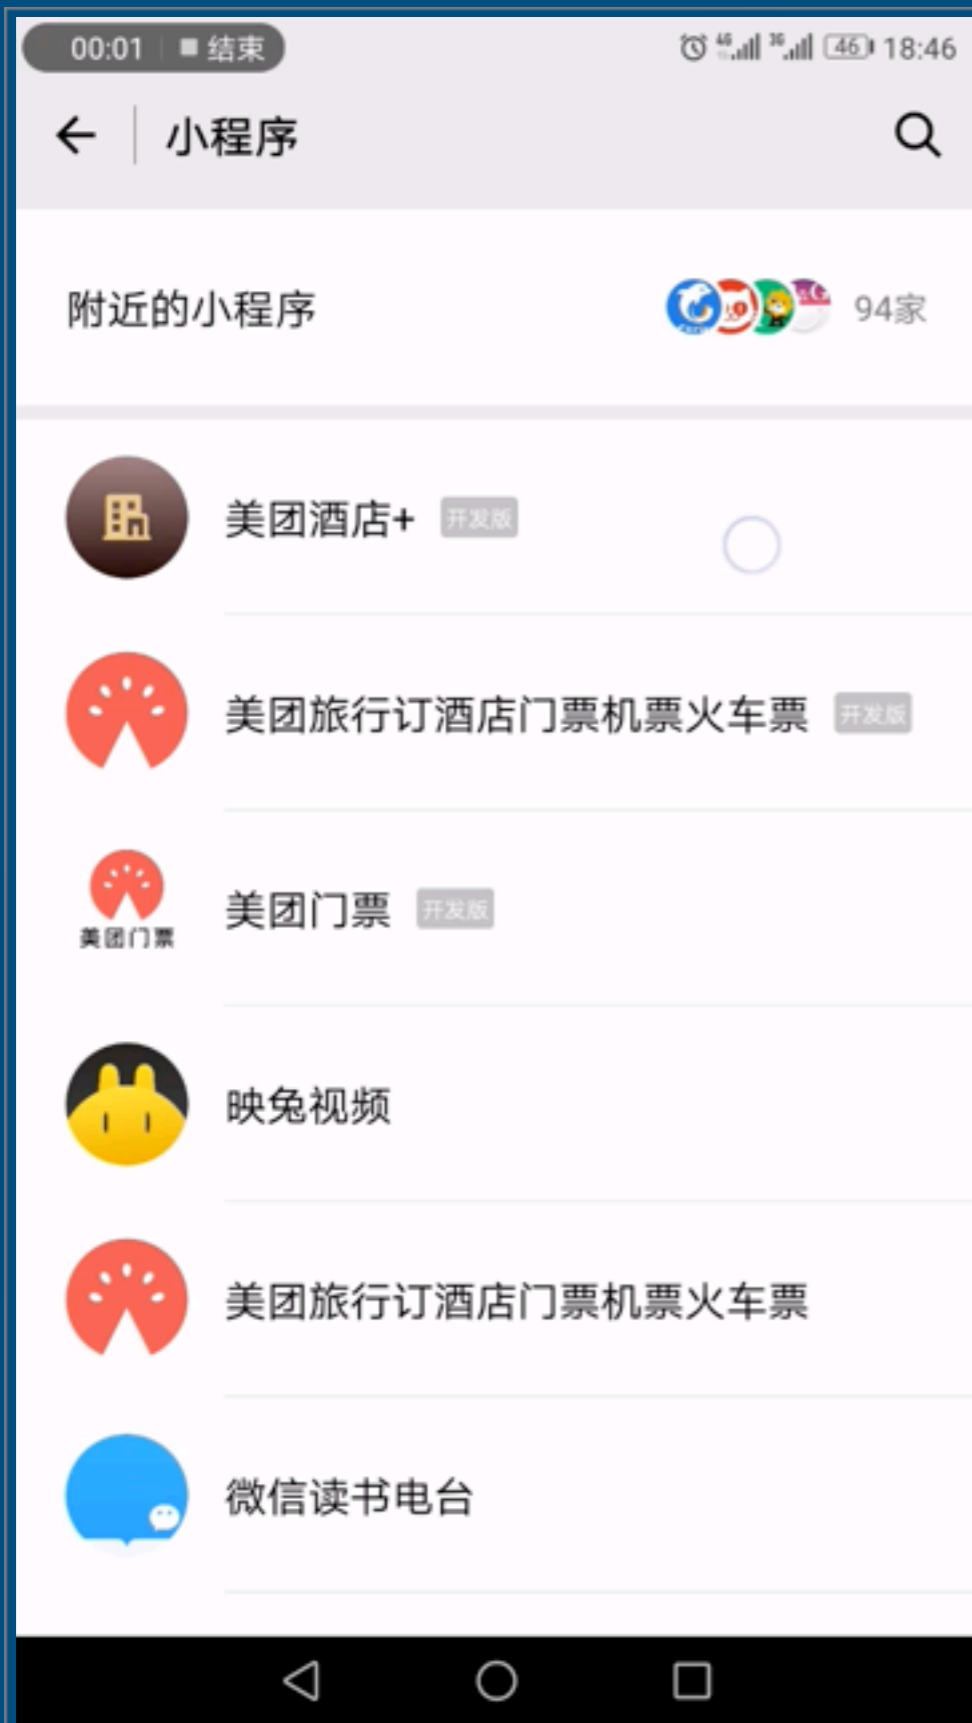 00:01 结束 4G 3G 46 18:46
小程序
附近的小程序 94家
美团酒店+ 开发版
美团旅行订酒店门票机票火车票 开发版
美团门票 开发版
美团门票
映兔视频
美团旅行订酒店门票机票火车票
微信读书电台